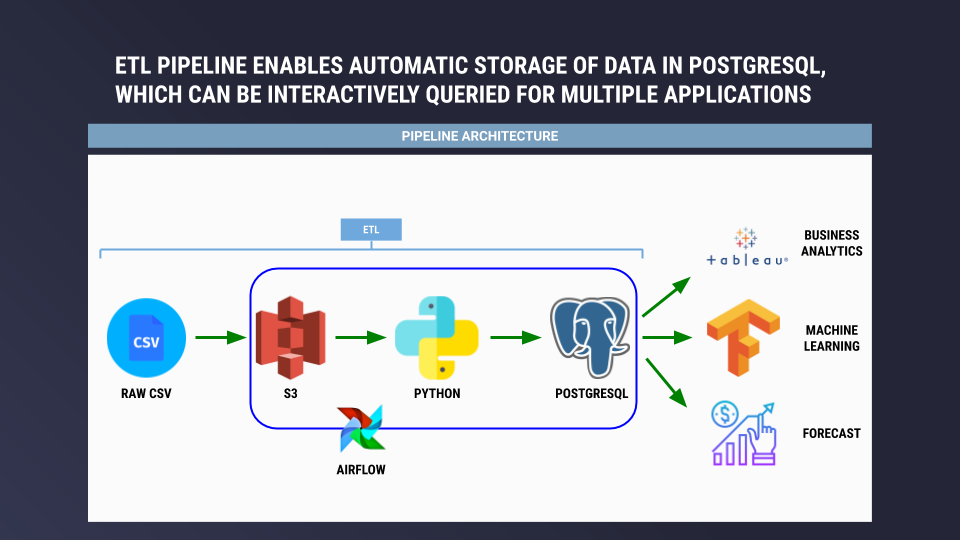 ETL PIPELINE ENABLES AUTOMATIC STORAGE OF DATA IN POSTGRESQL,
WHICH CAN BE INTERACTIVELY QUERIED FOR MULTIPLE APPLICATIONS
PIPELINE ARCHITECTURE
ETL
CSV
RAW CSV
S3
PYTHON
POSTGRESQL
AIRFLOW
+ a b | e a u®
BUSINESS
ANALYTICS
MACHINE
LEARNING
$
FORECAST